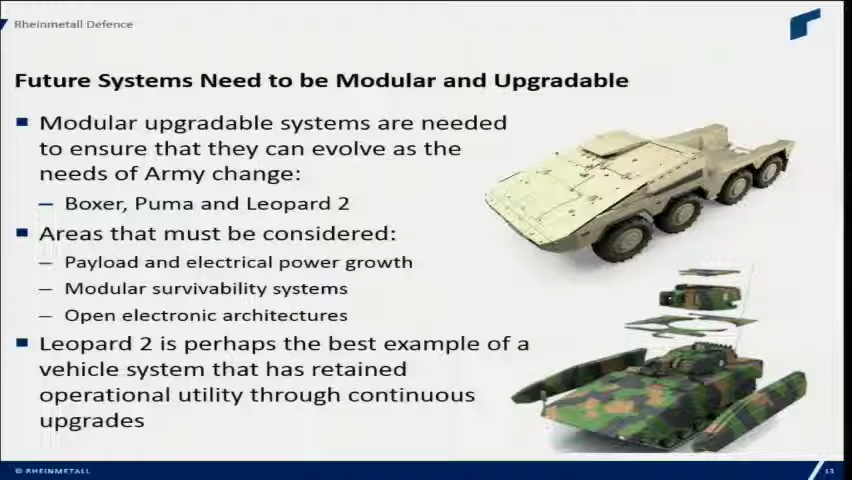 Rheinmetall Defence
Future Systems Need to be Modular and Upgradable
Modular upgradable systems are needed
to ensure that they can evolve as the
needs of Army change:
– Boxer, Puma and Leopard 2
Areas that must be considered:
– Payload and electrical power growth
– Modular survivability systems
– Open electronic architectures
Leopard 2 is perhaps the best example of a
vehicle system that has retained
operational utility through continuous
upgrades
© RHEINMETALL
13